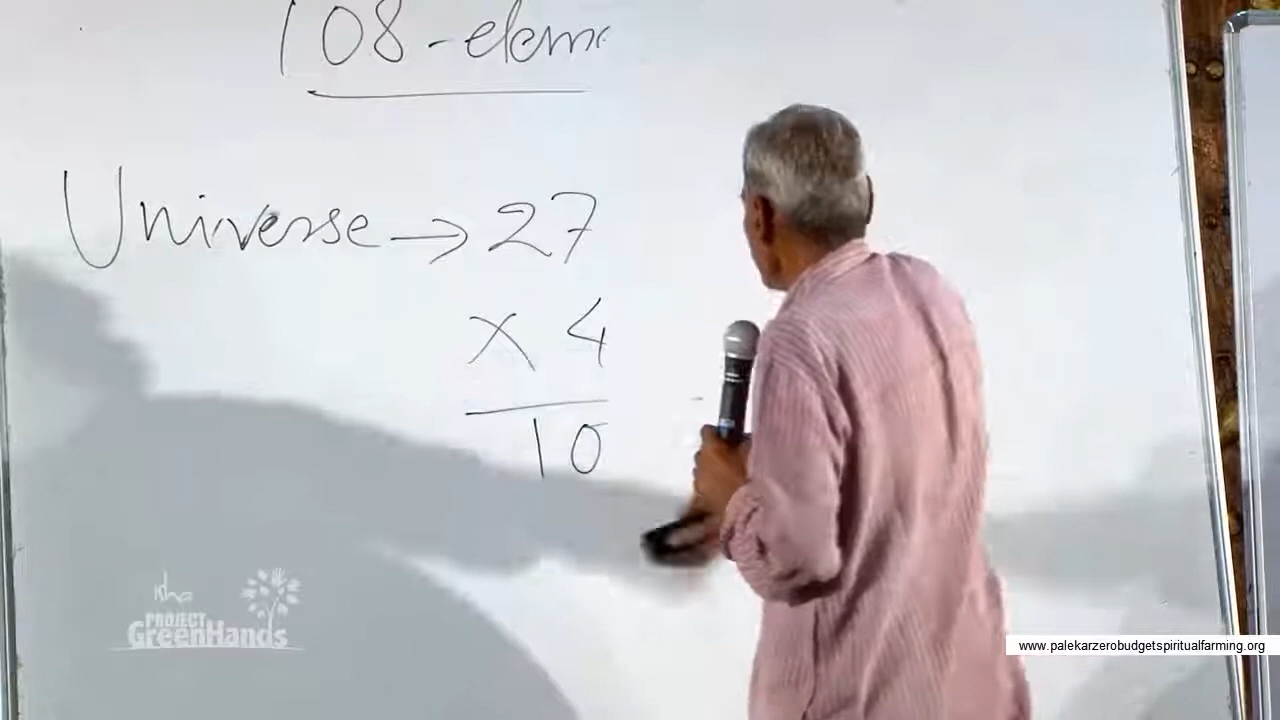 108-elem
Universe → 27
x 4
10
PROJECT
GreenHands
www.palekarzerobudgetspiritualfarming.org